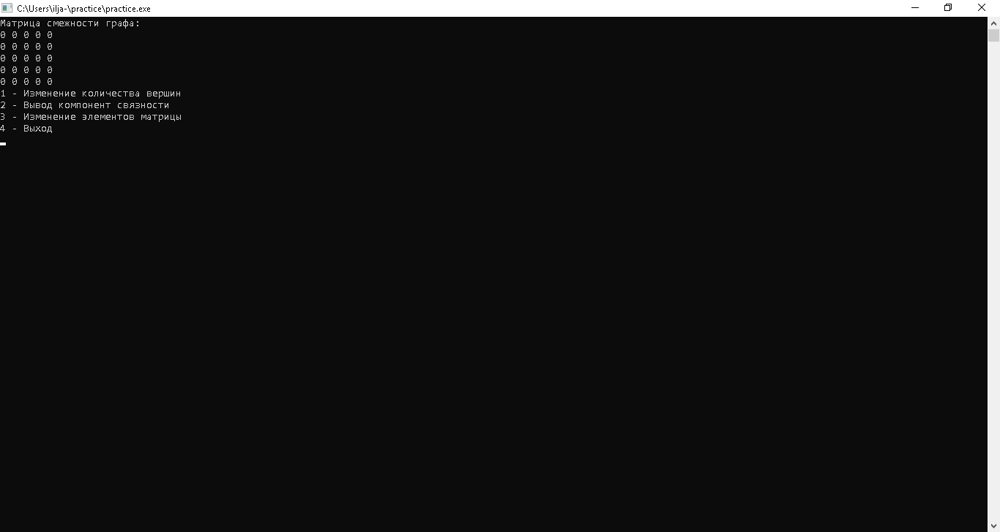 C:\Users\ilja-\practice\practice.exe
Матрица смежности графа:
0 0 0 0 0
0 0 0 0 0
0 0 0 0 0
0 0 0 0 0
0 0 0 0 0
1 - Изменение количества вершин
2 - Вывод компонент связности
3 - Изменение элементов матрицы
4 - Выход